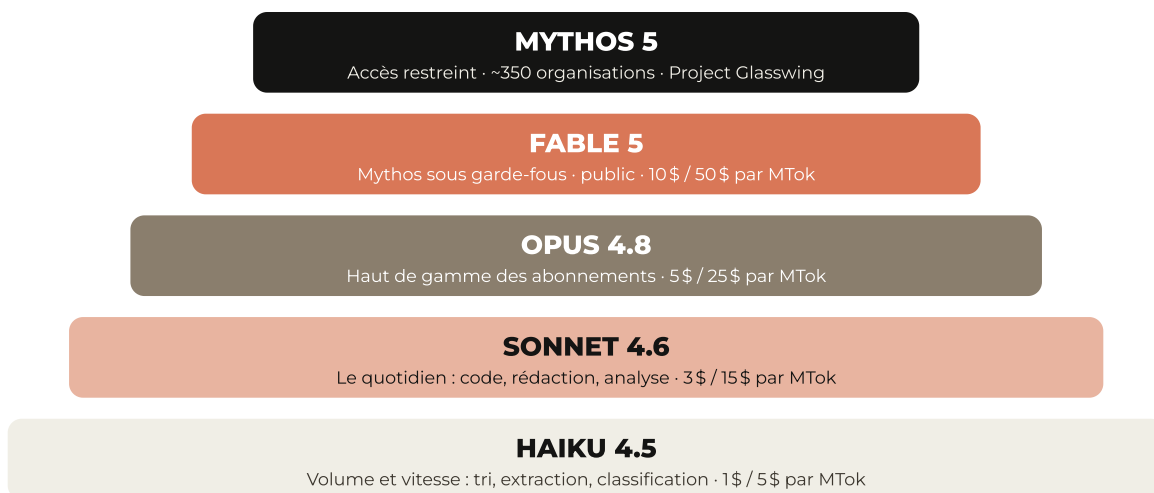 MYTHOS 5
Accès restreint · ~350 organisations · Project Glasswing
FABLE 5
Mythos sous garde-fous · public · 10 $ / 50 $ par MTok
OPUS 4.8
Haut de gamme des abonnements · 5 $ / 25 $ par MTok
SONNET 4.6
Le quotidien : code, rédaction, analyse · 3 $ / 15 $ par MTok
HAIKU 4.5
Volume et vitesse : tri, extraction, classification · 1 $ / 5 $ par MTok